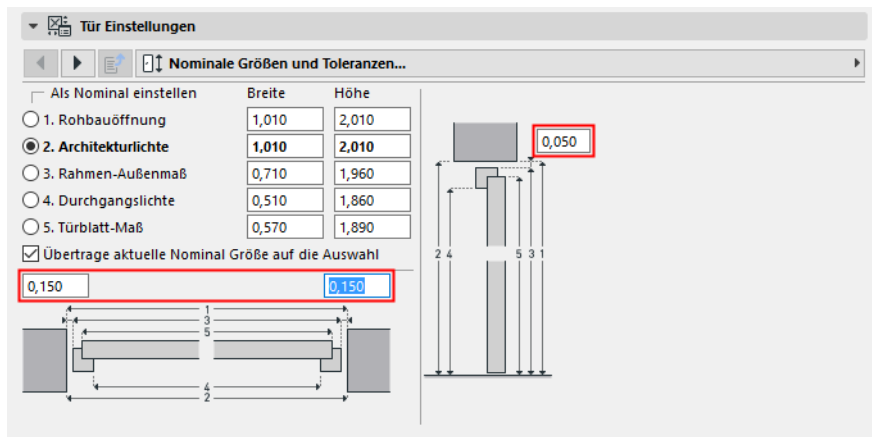 Tür Einstellungen
Nominale Größen und Toleranzen...
Als Nominal einstellen Breite Höhe
1. Rohbauöffnung 1,010 2,010
2. Architekturlichte 1,010 2,010
3. Rahmen-Außenmaß 0,710 1,960
4. Durchgangslichte 0,510 1,860
5. Türblatt-Maß 0,570 1,890
Übertrage aktuelle Nominal Größe auf die Auswahl
0,150 0,150
1
3
5
4
2
0,050
2 4 5 3 1